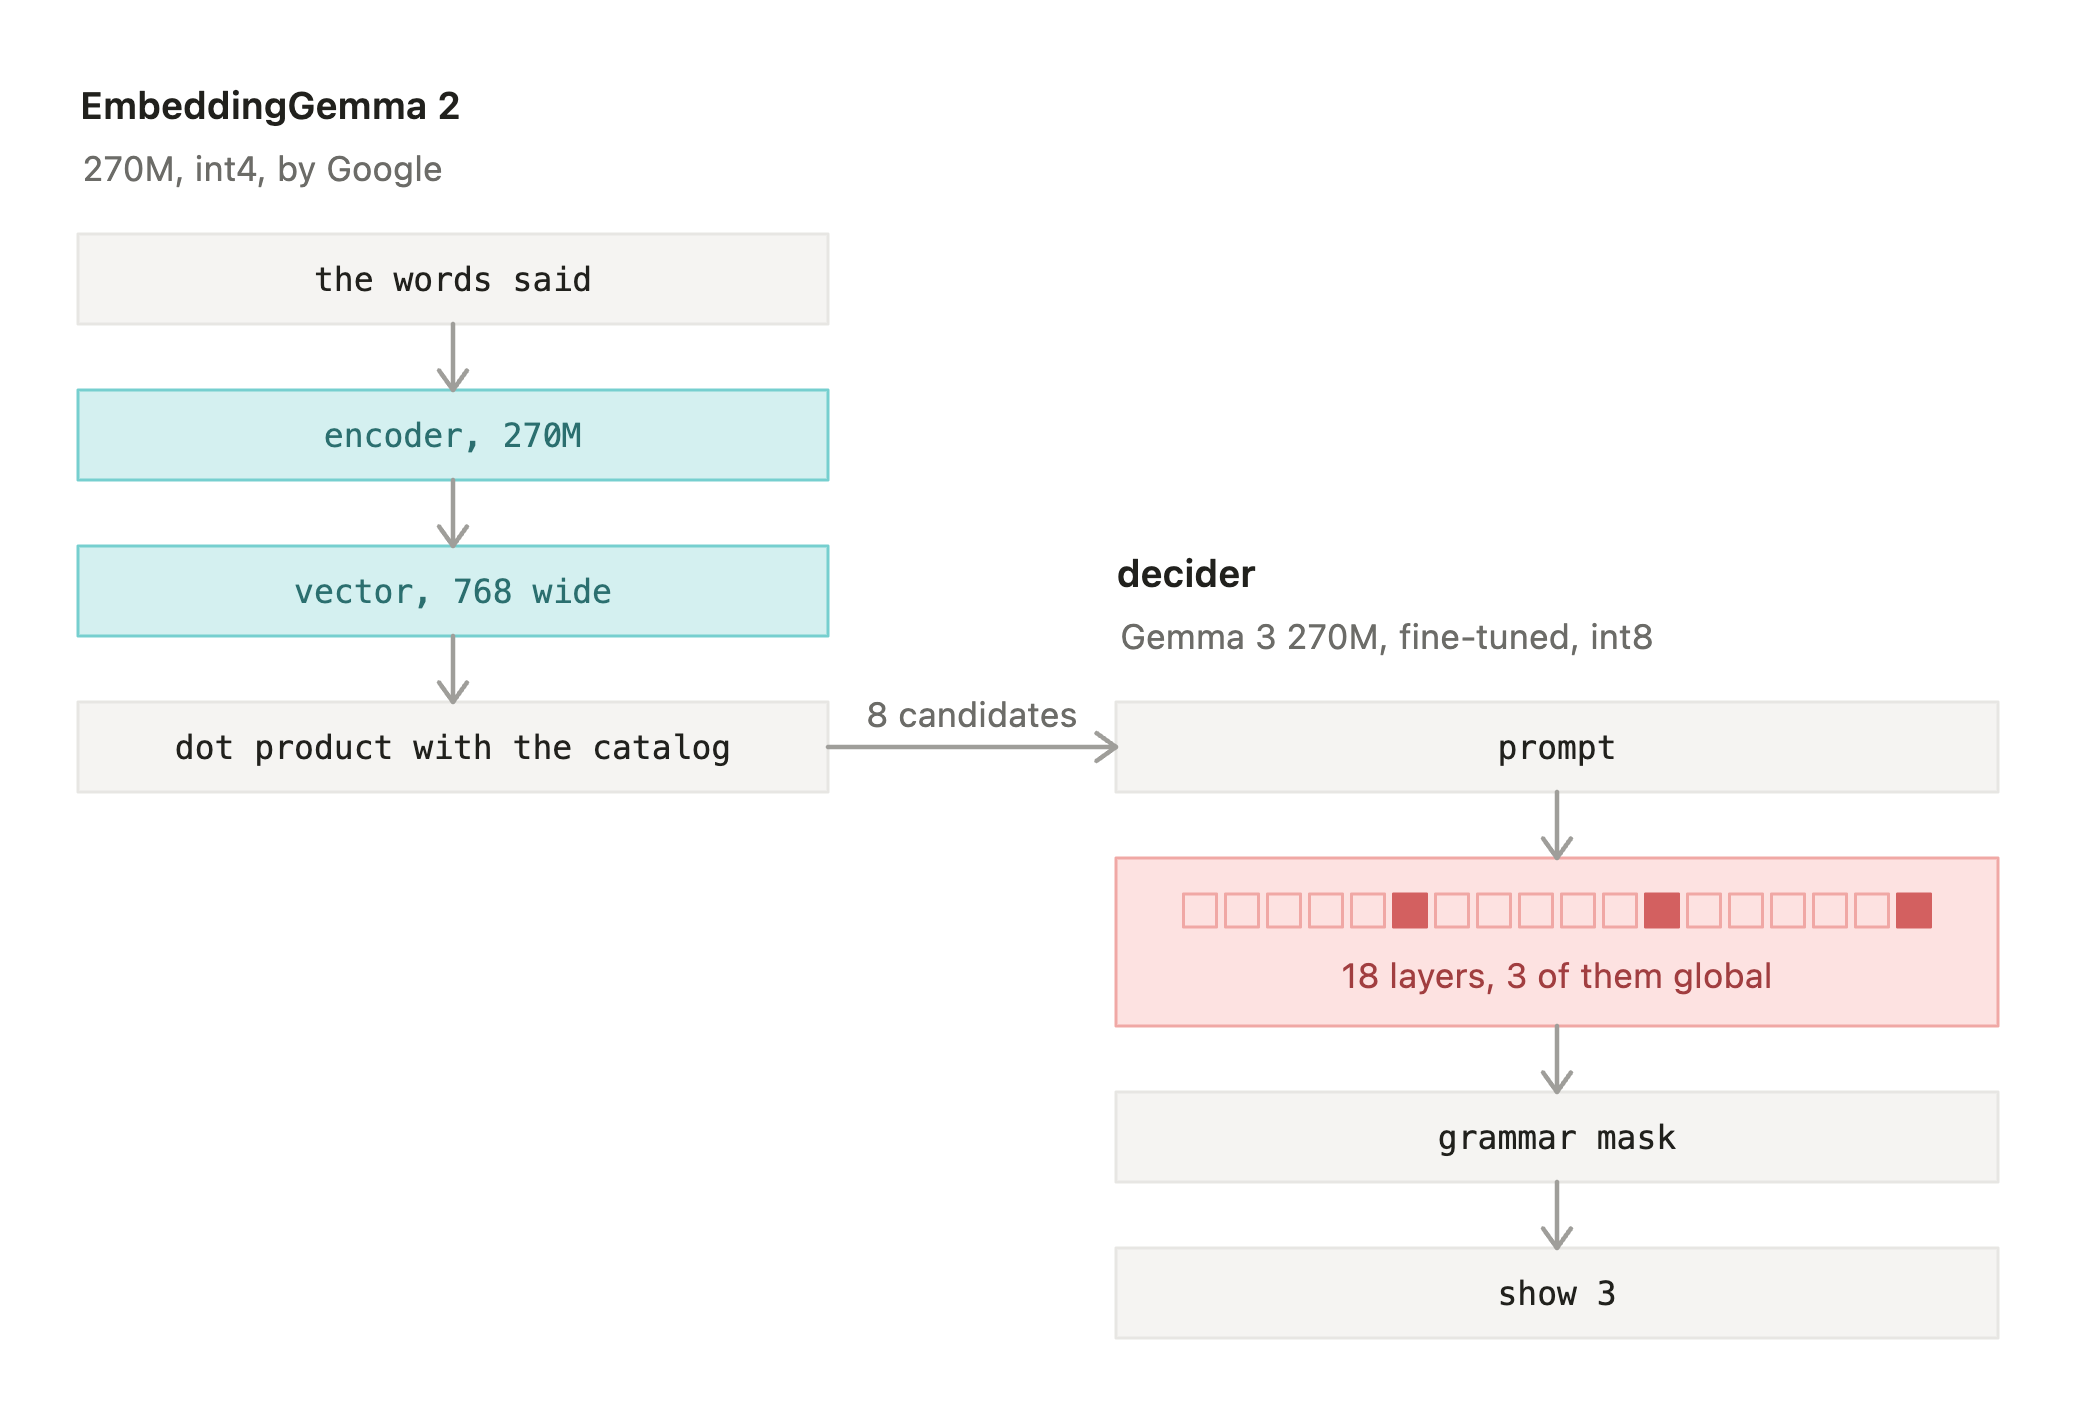 EmbeddingGemma 2
270M, int4, by Google
the words said
encoder, 270M
vector, 768 wide
dot product with the catalog
8 candidates
decider
Gemma 3 270M, fine-tuned, int8
prompt
18 layers, 3 of them global
grammar mask
show 3